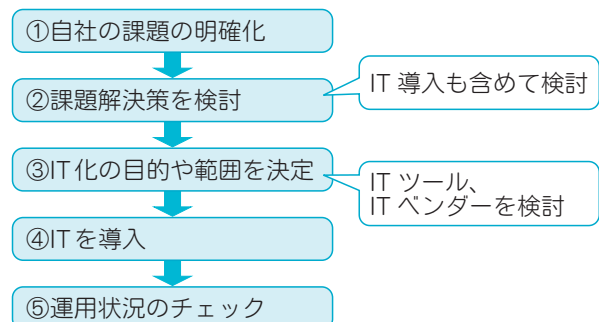 ①自社の課題の明確化
②課題解決策を検討
IT 導入も含めて検討
③IT化の目的や範囲を決定
IT ツール、
IT ベンダーを検討
④ITを導入
⑤運用状況のチェック